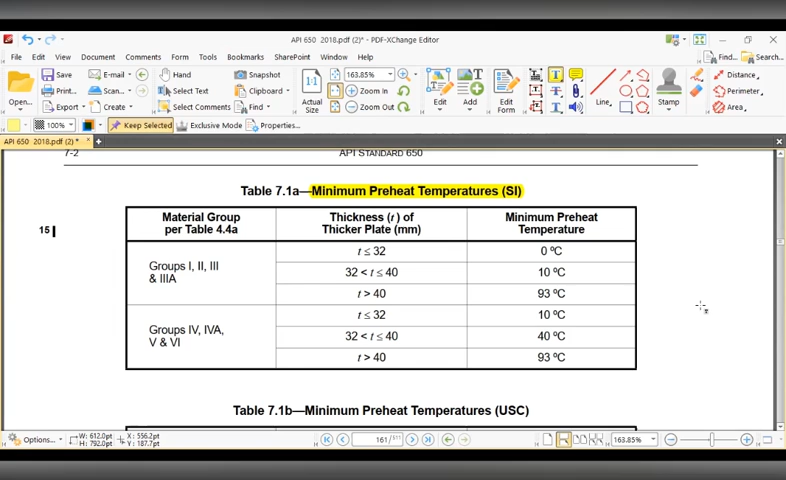 API 650 2018.pdf (2)* - PDF-XChange Editor
File Edit View Document Comments Form Tools Bookmarks SharePoint Window Help
Find... Search...
Open...
Save
Print...
Export
E-mail
Scan...
Create
Hand
Select Text
Select Comments
Snapshot
Clipboard
Find
Actual Size
163.85%
Zoom In
Zoom Out
Edit
Add
Edit Form
Line
Stamp
Distance
Perimeter
Area
100%
Keep Selected
Exclusive Mode
Properties...
API 650 2018.pdf (2) *
7-2 API STANDARD 650
Table 7.1a—Minimum Preheat Temperatures (SI)
Material Group per Table 4.4a
Thickness (t) of Thicker Plate (mm)
Minimum Preheat Temperature
15
Groups I, II, III & IIIA
t ≤ 32 0 ºC
32 < t ≤ 40 10 ºC
t > 40 93 ºC
Groups IV, IVA, V & VI
t ≤ 32 10 ºC
32 < t ≤ 40 40 ºC
t > 40 93 ºC
Table 7.1b—Minimum Preheat Temperatures (USC)
Options...
W: 612.0pt
H: 792.0pt
X: 556.2pt
Y: 187.7pt
161
163.85%